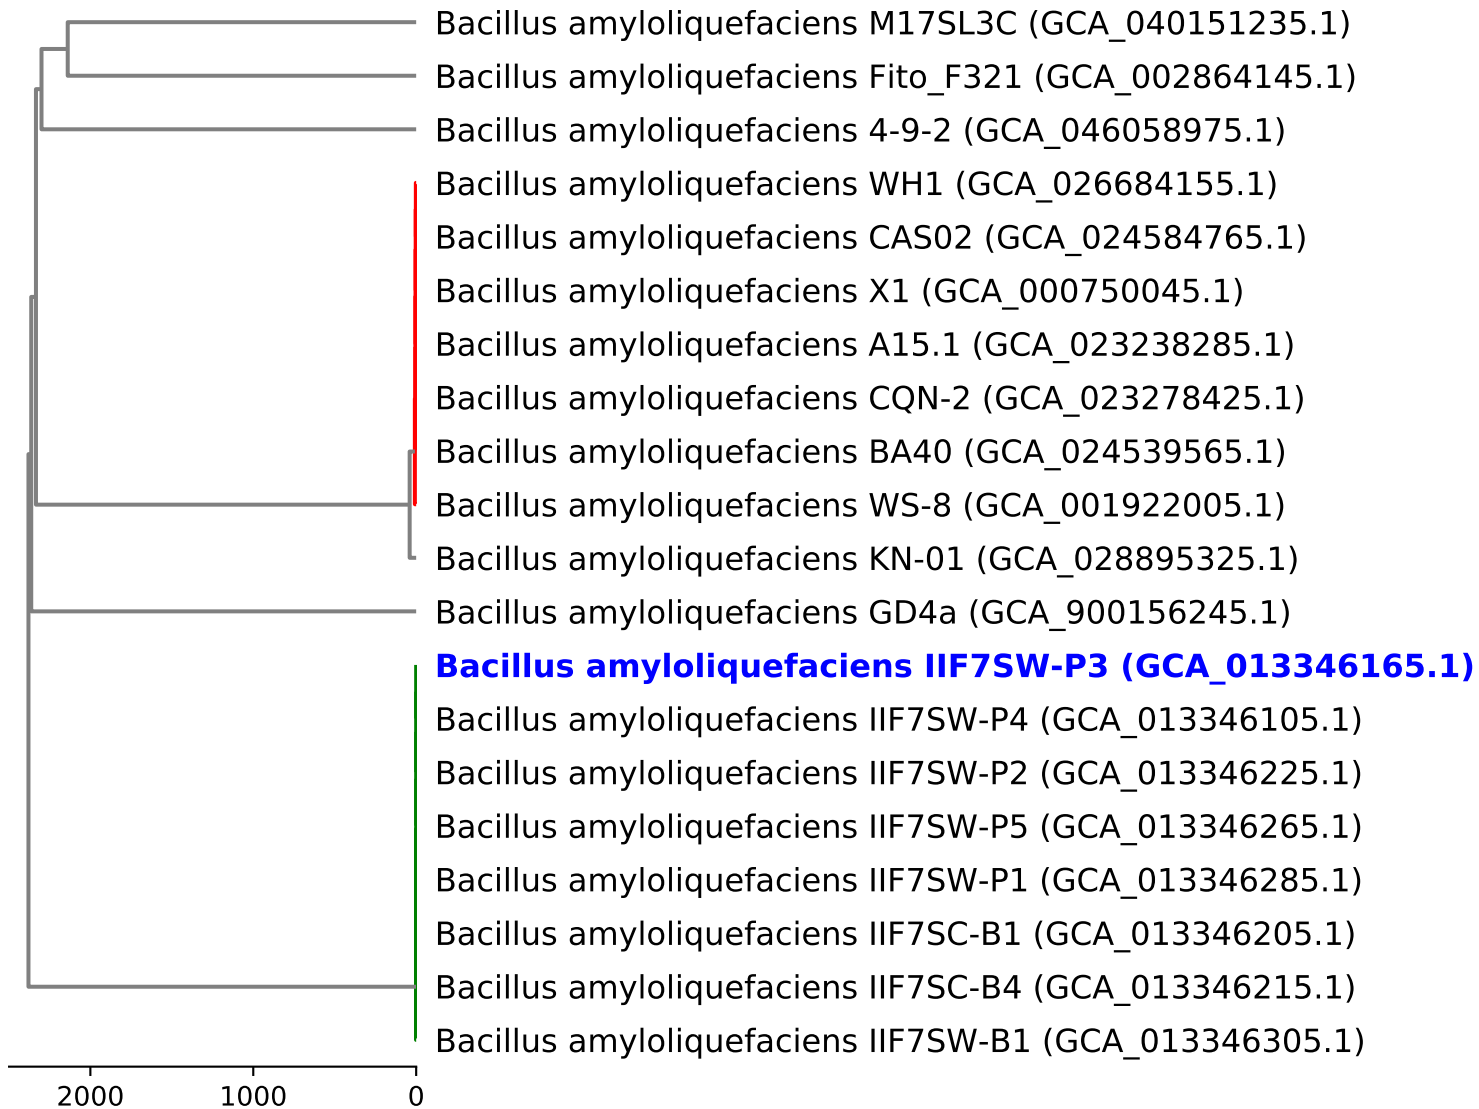 Bacillus amyloliquefaciens M17SL3C (GCA_040151235.1)
Bacillus amyloliquefaciens Fito_F321 (GCA_002864145.1)
Bacillus amyloliquefaciens 4-9-2 (GCA_046058975.1)
Bacillus amyloliquefaciens WH1 (GCA_026684155.1)
Bacillus amyloliquefaciens CAS02 (GCA_024584765.1)
Bacillus amyloliquefaciens X1 (GCA_000750045.1)
Bacillus amyloliquefaciens A15.1 (GCA_023238285.1)
Bacillus amyloliquefaciens CQN-2 (GCA_023278425.1)
Bacillus amyloliquefaciens BA40 (GCA_024539565.1)
Bacillus amyloliquefaciens WS-8 (GCA_001922005.1)
Bacillus amyloliquefaciens KN-01 (GCA_028895325.1)
Bacillus amyloliquefaciens GD4a (GCA_900156245.1)
Bacillus amyloliquefaciens IIF7SW-P3 (GCA_013346165.1)
Bacillus amyloliquefaciens IIF7SW-P4 (GCA_013346105.1)
Bacillus amyloliquefaciens IIF7SW-P2 (GCA_013346225.1)
Bacillus amyloliquefaciens IIF7SW-P5 (GCA_013346265.1)
Bacillus amyloliquefaciens IIF7SW-P1 (GCA_013346285.1)
Bacillus amyloliquefaciens IIF7SC-B1 (GCA_013346205.1)
Bacillus amyloliquefaciens IIF7SC-B4 (GCA_013346215.1)
Bacillus amyloliquefaciens IIF7SW-B1 (GCA_013346305.1)
2000 1000 0